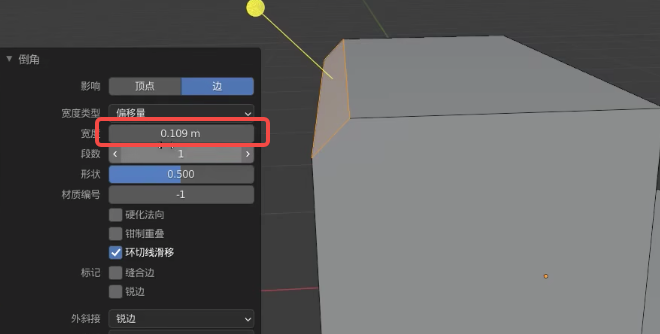 倒角
影响 顶点 边
宽度类型 偏移量
宽度 0.109 m
段数 1
形状 0.500
材质编号 -1
硬化法向
钳制重叠
环切线滑移
标记 缝合边
锐边
外斜接 锐边